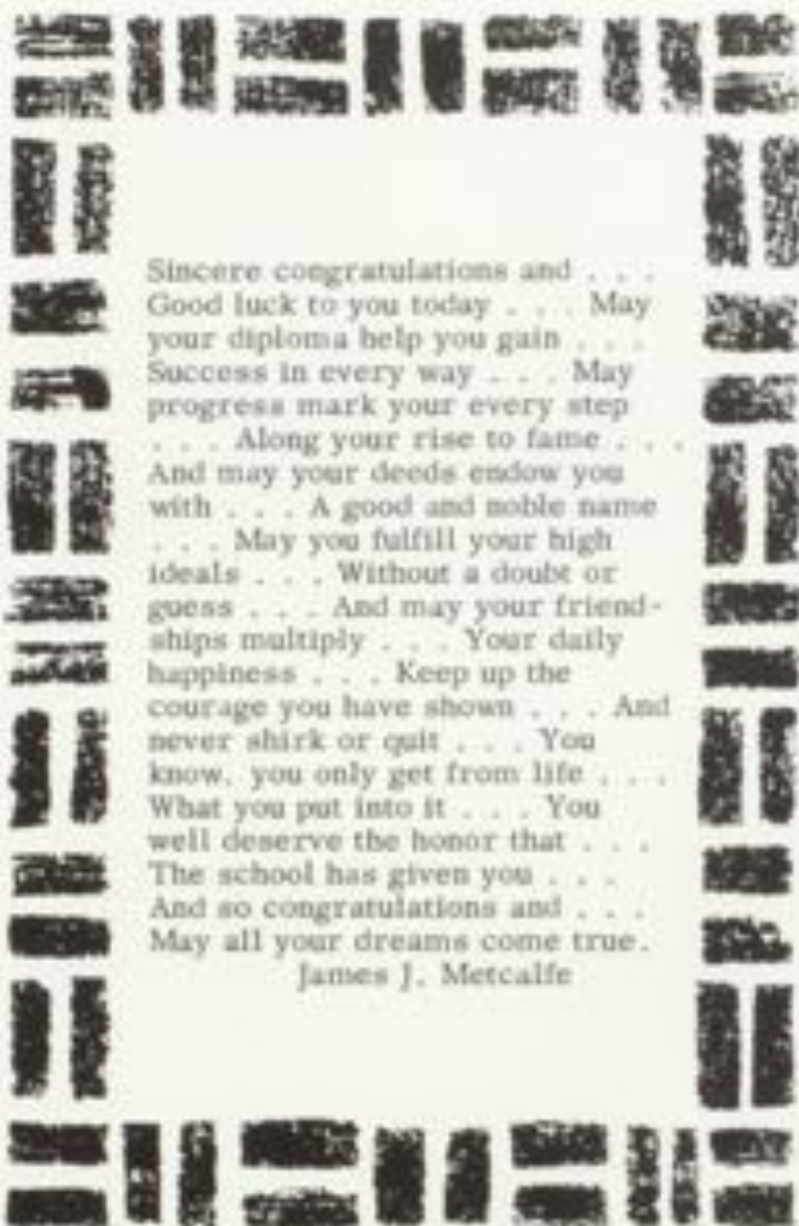 Sincere congratulations and . . .
Good luck to you today . . . May
your diploma help you gain . . .
Success in every way . . . May
progress mark your every step
. . . Along your rise to fame . . .
And may your deeds endow you
with . . . A good and noble name
. . . May you fulfill your high
ideals . . . Without a doubt or
guess . . . And may your friend-
ships multiply . . . Your daily
happiness . . . Keep up the
courage you have shown . . . And
never shirk or quit . . . You
know, you only get from life . . .
What you put into it . . . You
well deserve the honor that . . .
The school has given you . . .
And so congratulations and . . .
May all your dreams come true.
James J. Metcalfe